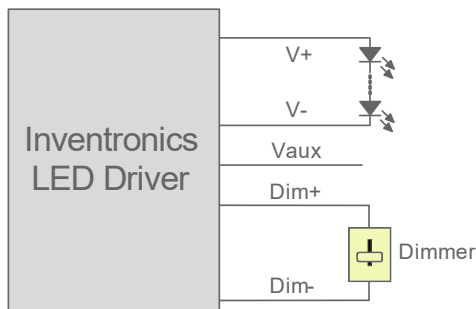 Inventronics
LED Driver
V+
V-
Vaux
Dim+
Dimmer
Dim-